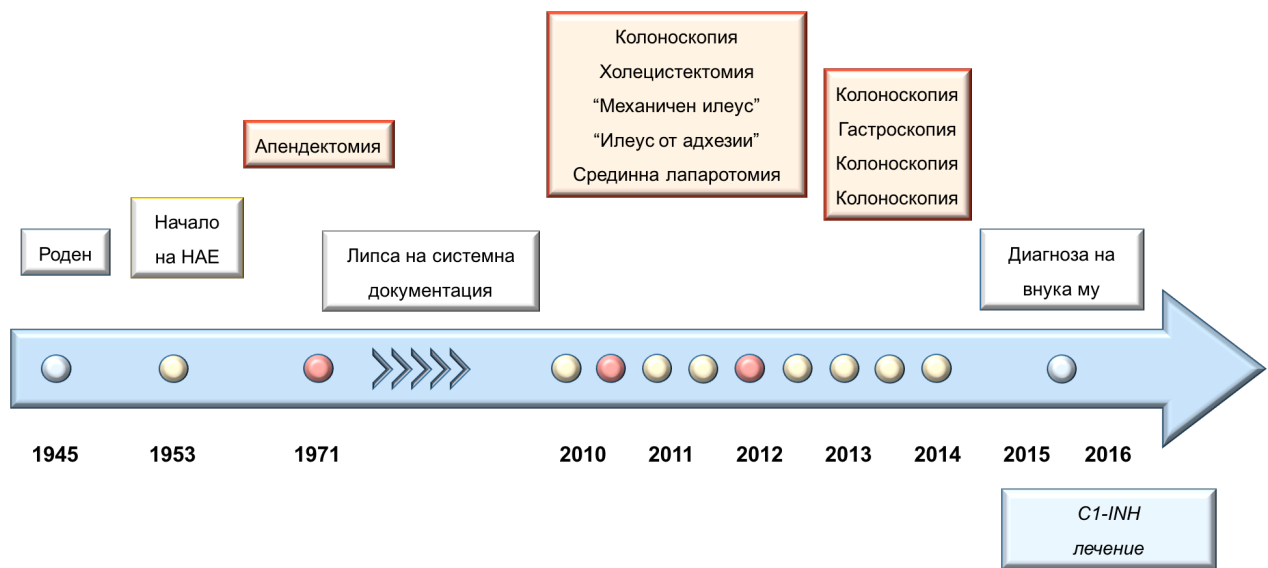 Роден
Начало
на НАЕ
Апендектомия
Липса на системна
документация
Колоноскопия
Холецистектомия
“Механичен илеус”
“Илеус от адхезии”
Срединна лапаротомия
Колоноскопия
Гастроскопия
Колоноскопия
Колоноскопия
Диагноза на
внука му
1945
1953
1971
2010
2011
2012
2013
2014
2015
2016
C1-INH
лечение